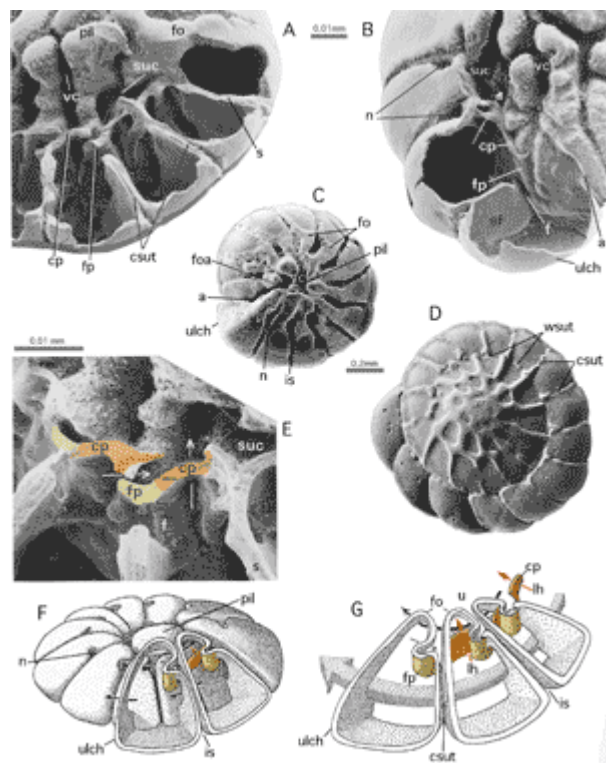 pil
fo
A
0.01mm
B
suc
suc
vc
vc
n
s
cp
a
C
fp
fo
sf
f
cp
fp
csut
foa
pil
ulch
a
D
ulch
wsut
0.01 mm
n
is
0.2mm
csut
E
cp
suc
cp
fp
f
s
F
pil
G
cp
lh
fo
u
n
fp
lh
is
ulch
is
ulch
csut